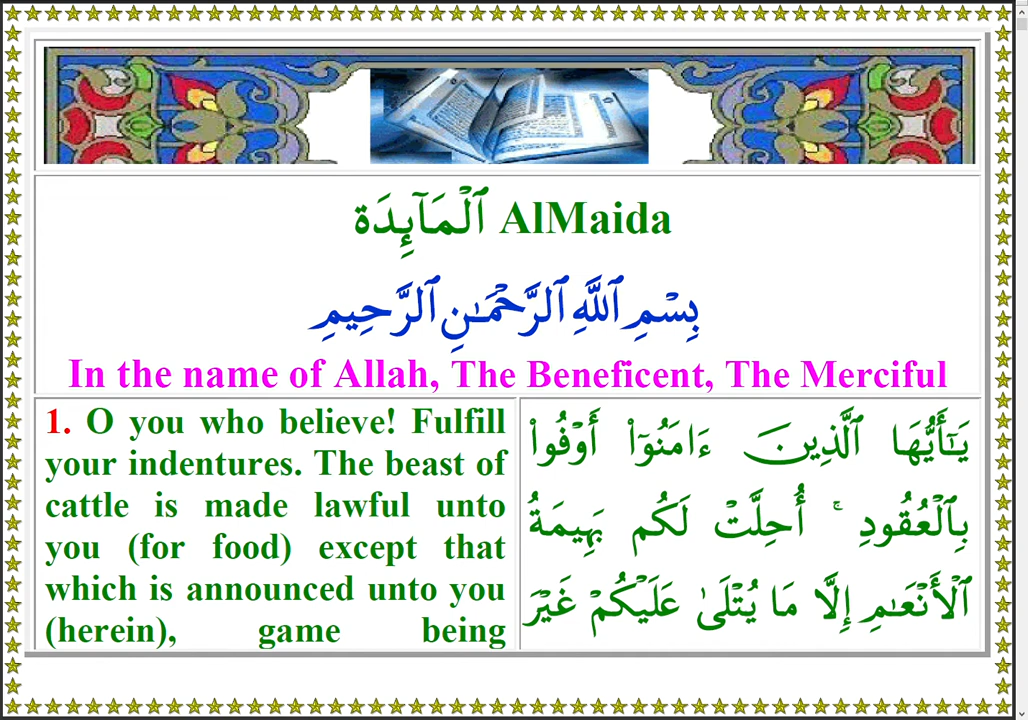 ٱلْمَآئِدَة AlMaida
بِسْمِ ٱللَّهِ ٱلرَّحْمَـٰنِ ٱلرَّحِيمِ
In the name of Allah, The Beneficent, The Merciful
1. O you who believe! Fulfill
your indentures. The beast of
cattle is made lawful unto
you (for food) except that
which is announced unto you
(herein), game being
يَـٰٓأَيُّهَا ٱلَّذِينَ ءَامَنُوٓا۟ أَوْفُوا۟
بِٱلْعُقُودِ ۚ أُحِلَّتْ لَكُم بَهِيمَةُ
ٱلْأَنْعَـٰمِ إِلَّا مَا يُتْلَىٰ عَلَيْكُمْ غَيْرَ